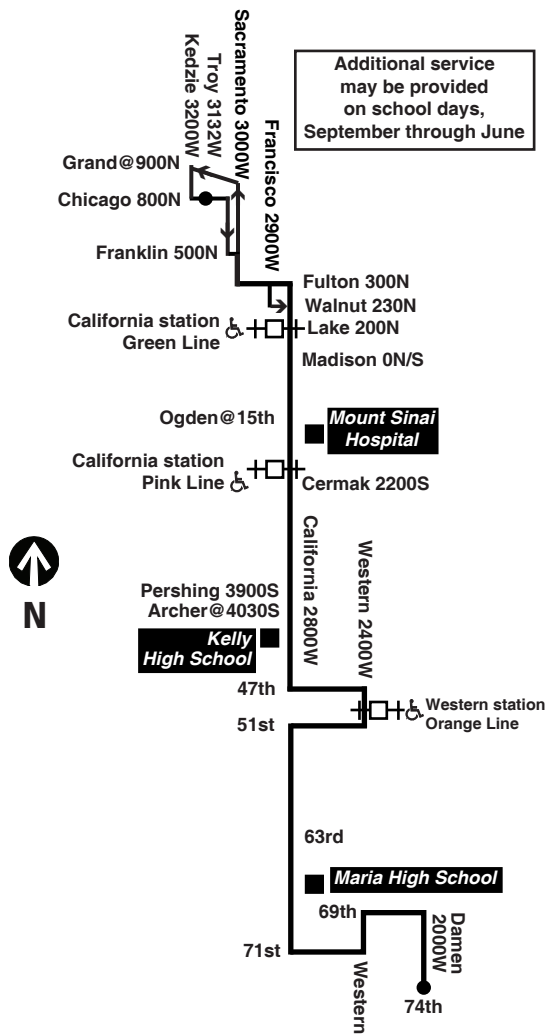 Additional service
may be provided
on school days,
September through June
Kedzie 3200W
Troy 3132W
Sacramento 3000W
Francisco 2900W
Grand@900N
Chicago 800N
Franklin 500N
Fulton 300N
Walnut 230N
California station
Green Line
Lake 200N
Madison 0N/S
Ogden@15th
Mount Sinai
Hospital
California station
Pink Line
Cermak 2200S
California 2800W
Western 2400W
N
Pershing 3900S
Archer@4030S
Kelly
High School
47th
Western station
Orange Line
51st
63rd
Maria High School
69th
Damen
2000W
71st
Western
74th